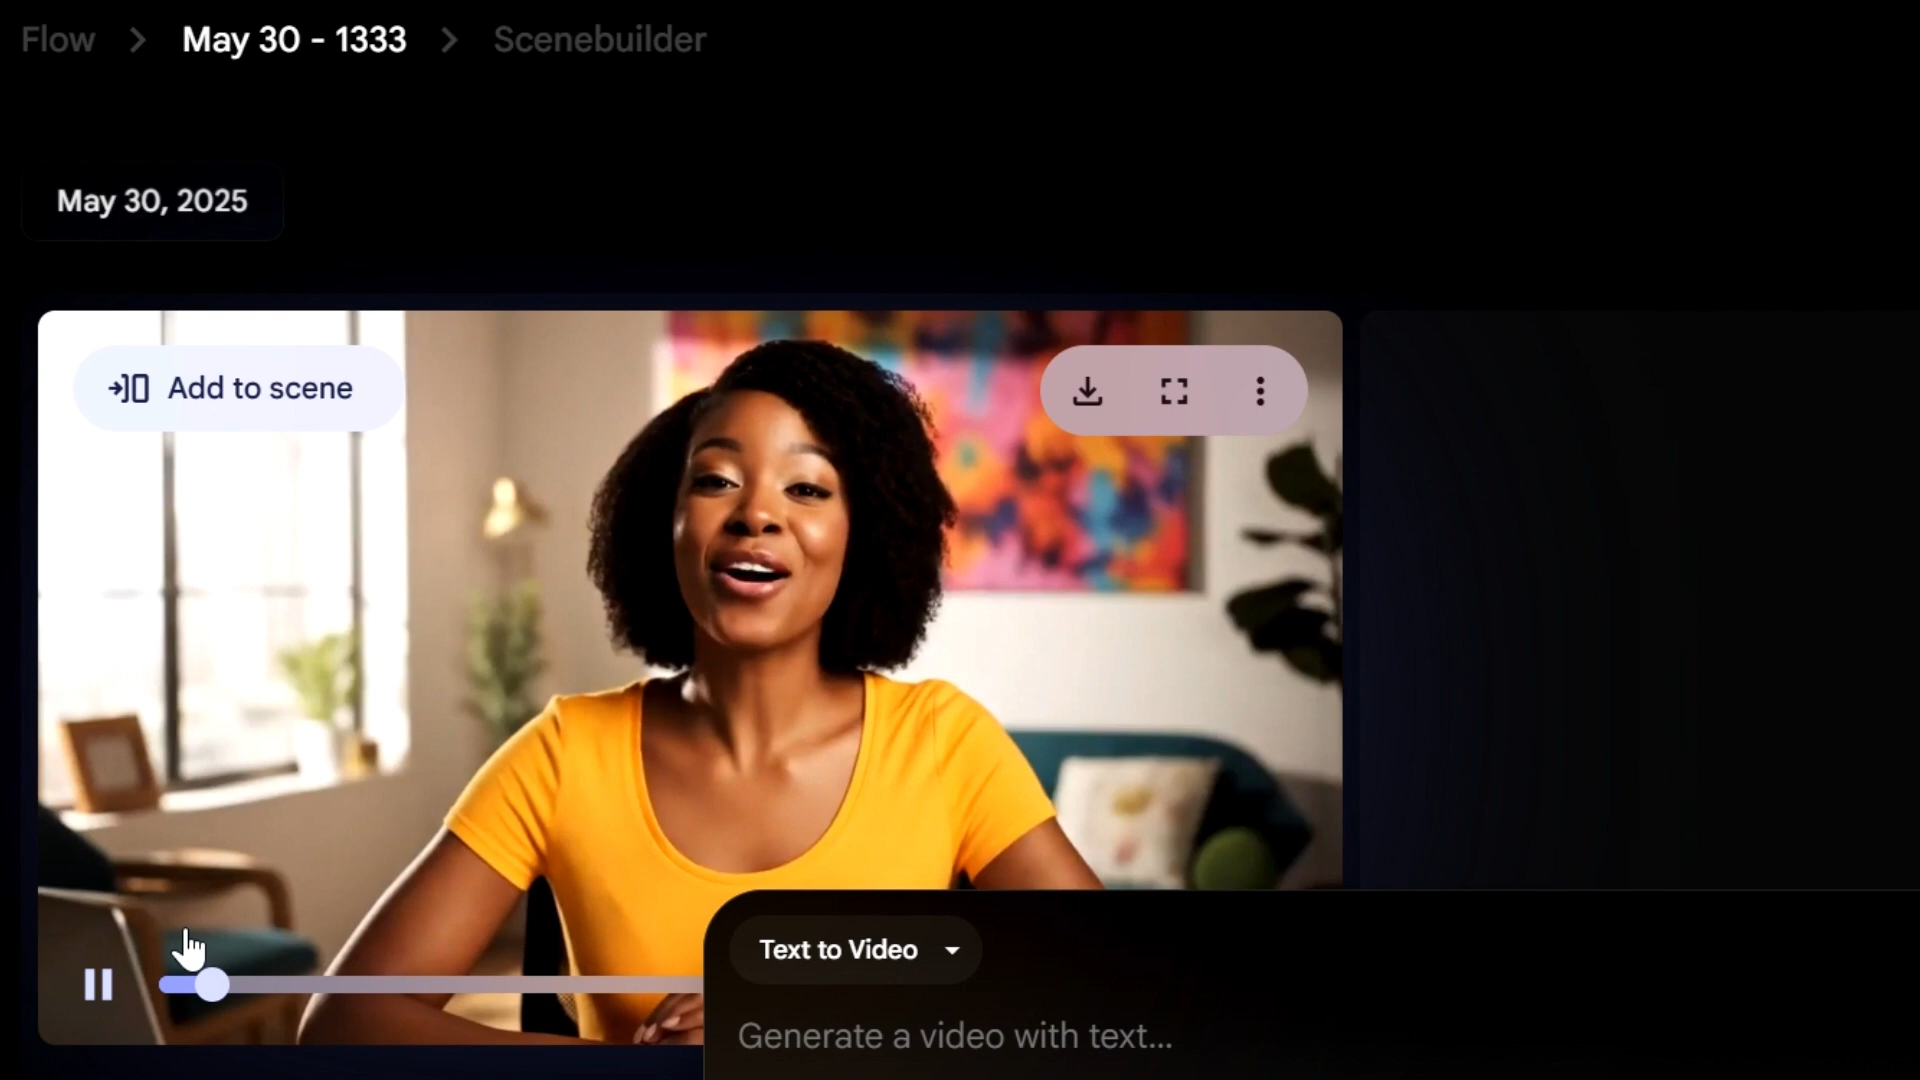 Flow > May 30 - 1333 > Scenebuilder
May 30, 2025
Add to scene
Text to Video
Generate a video with text...